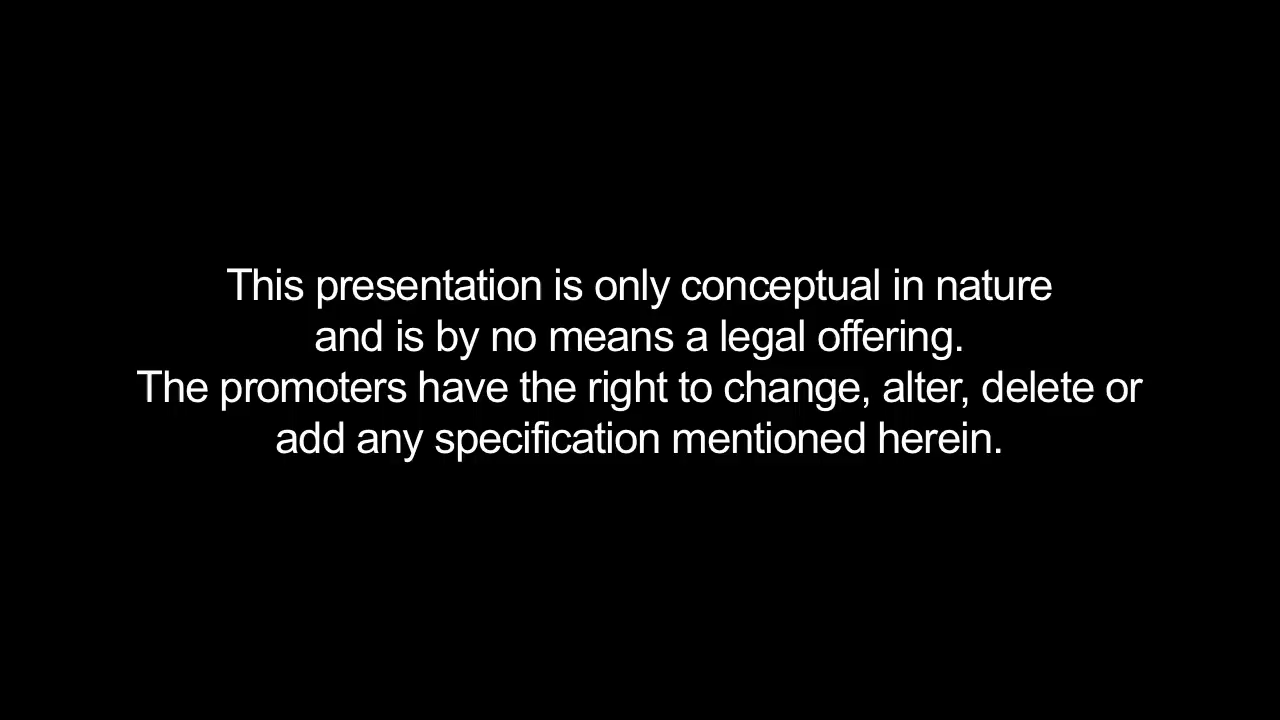 This presentation is only conceptual in nature
and is by no means a legal offering.
The promoters have the right to change, alter, delete or
add any specification mentioned herein.